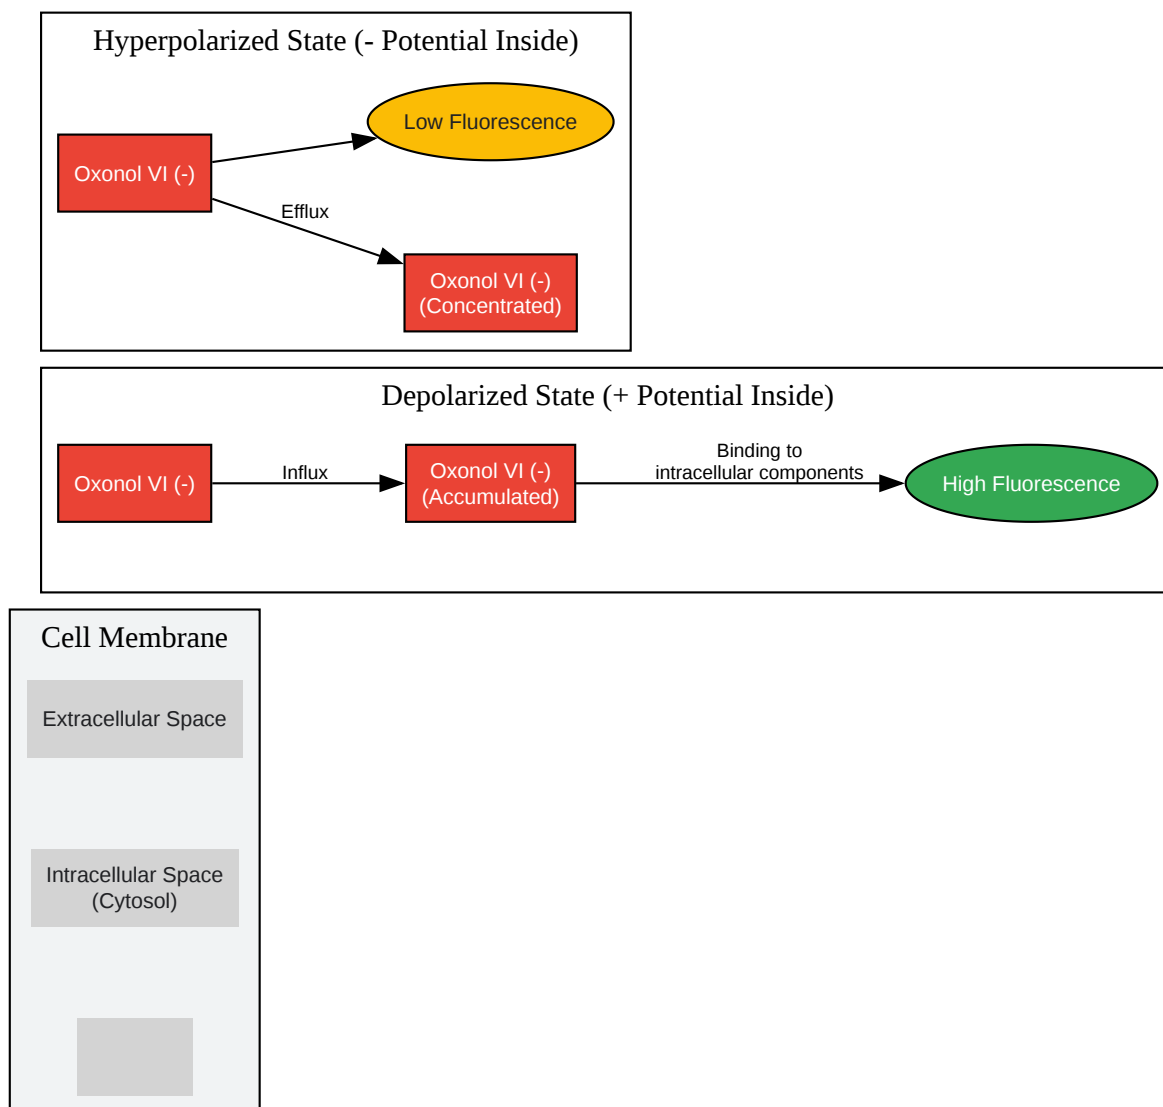 Hyperpolarized State (- Potential Inside)
Low Fluorescence
Oxonol VI (-)
Efflux
Oxonol VI (-)
(Concentrated)
Depolarized State (+ Potential Inside)
Oxonol VI (-)
Influx
Oxonol VI (-)
(Accumulated)
Binding to
intracellular components
High Fluorescence
Cell Membrane
Extracellular Space
Intracellular Space
(Cytosol)